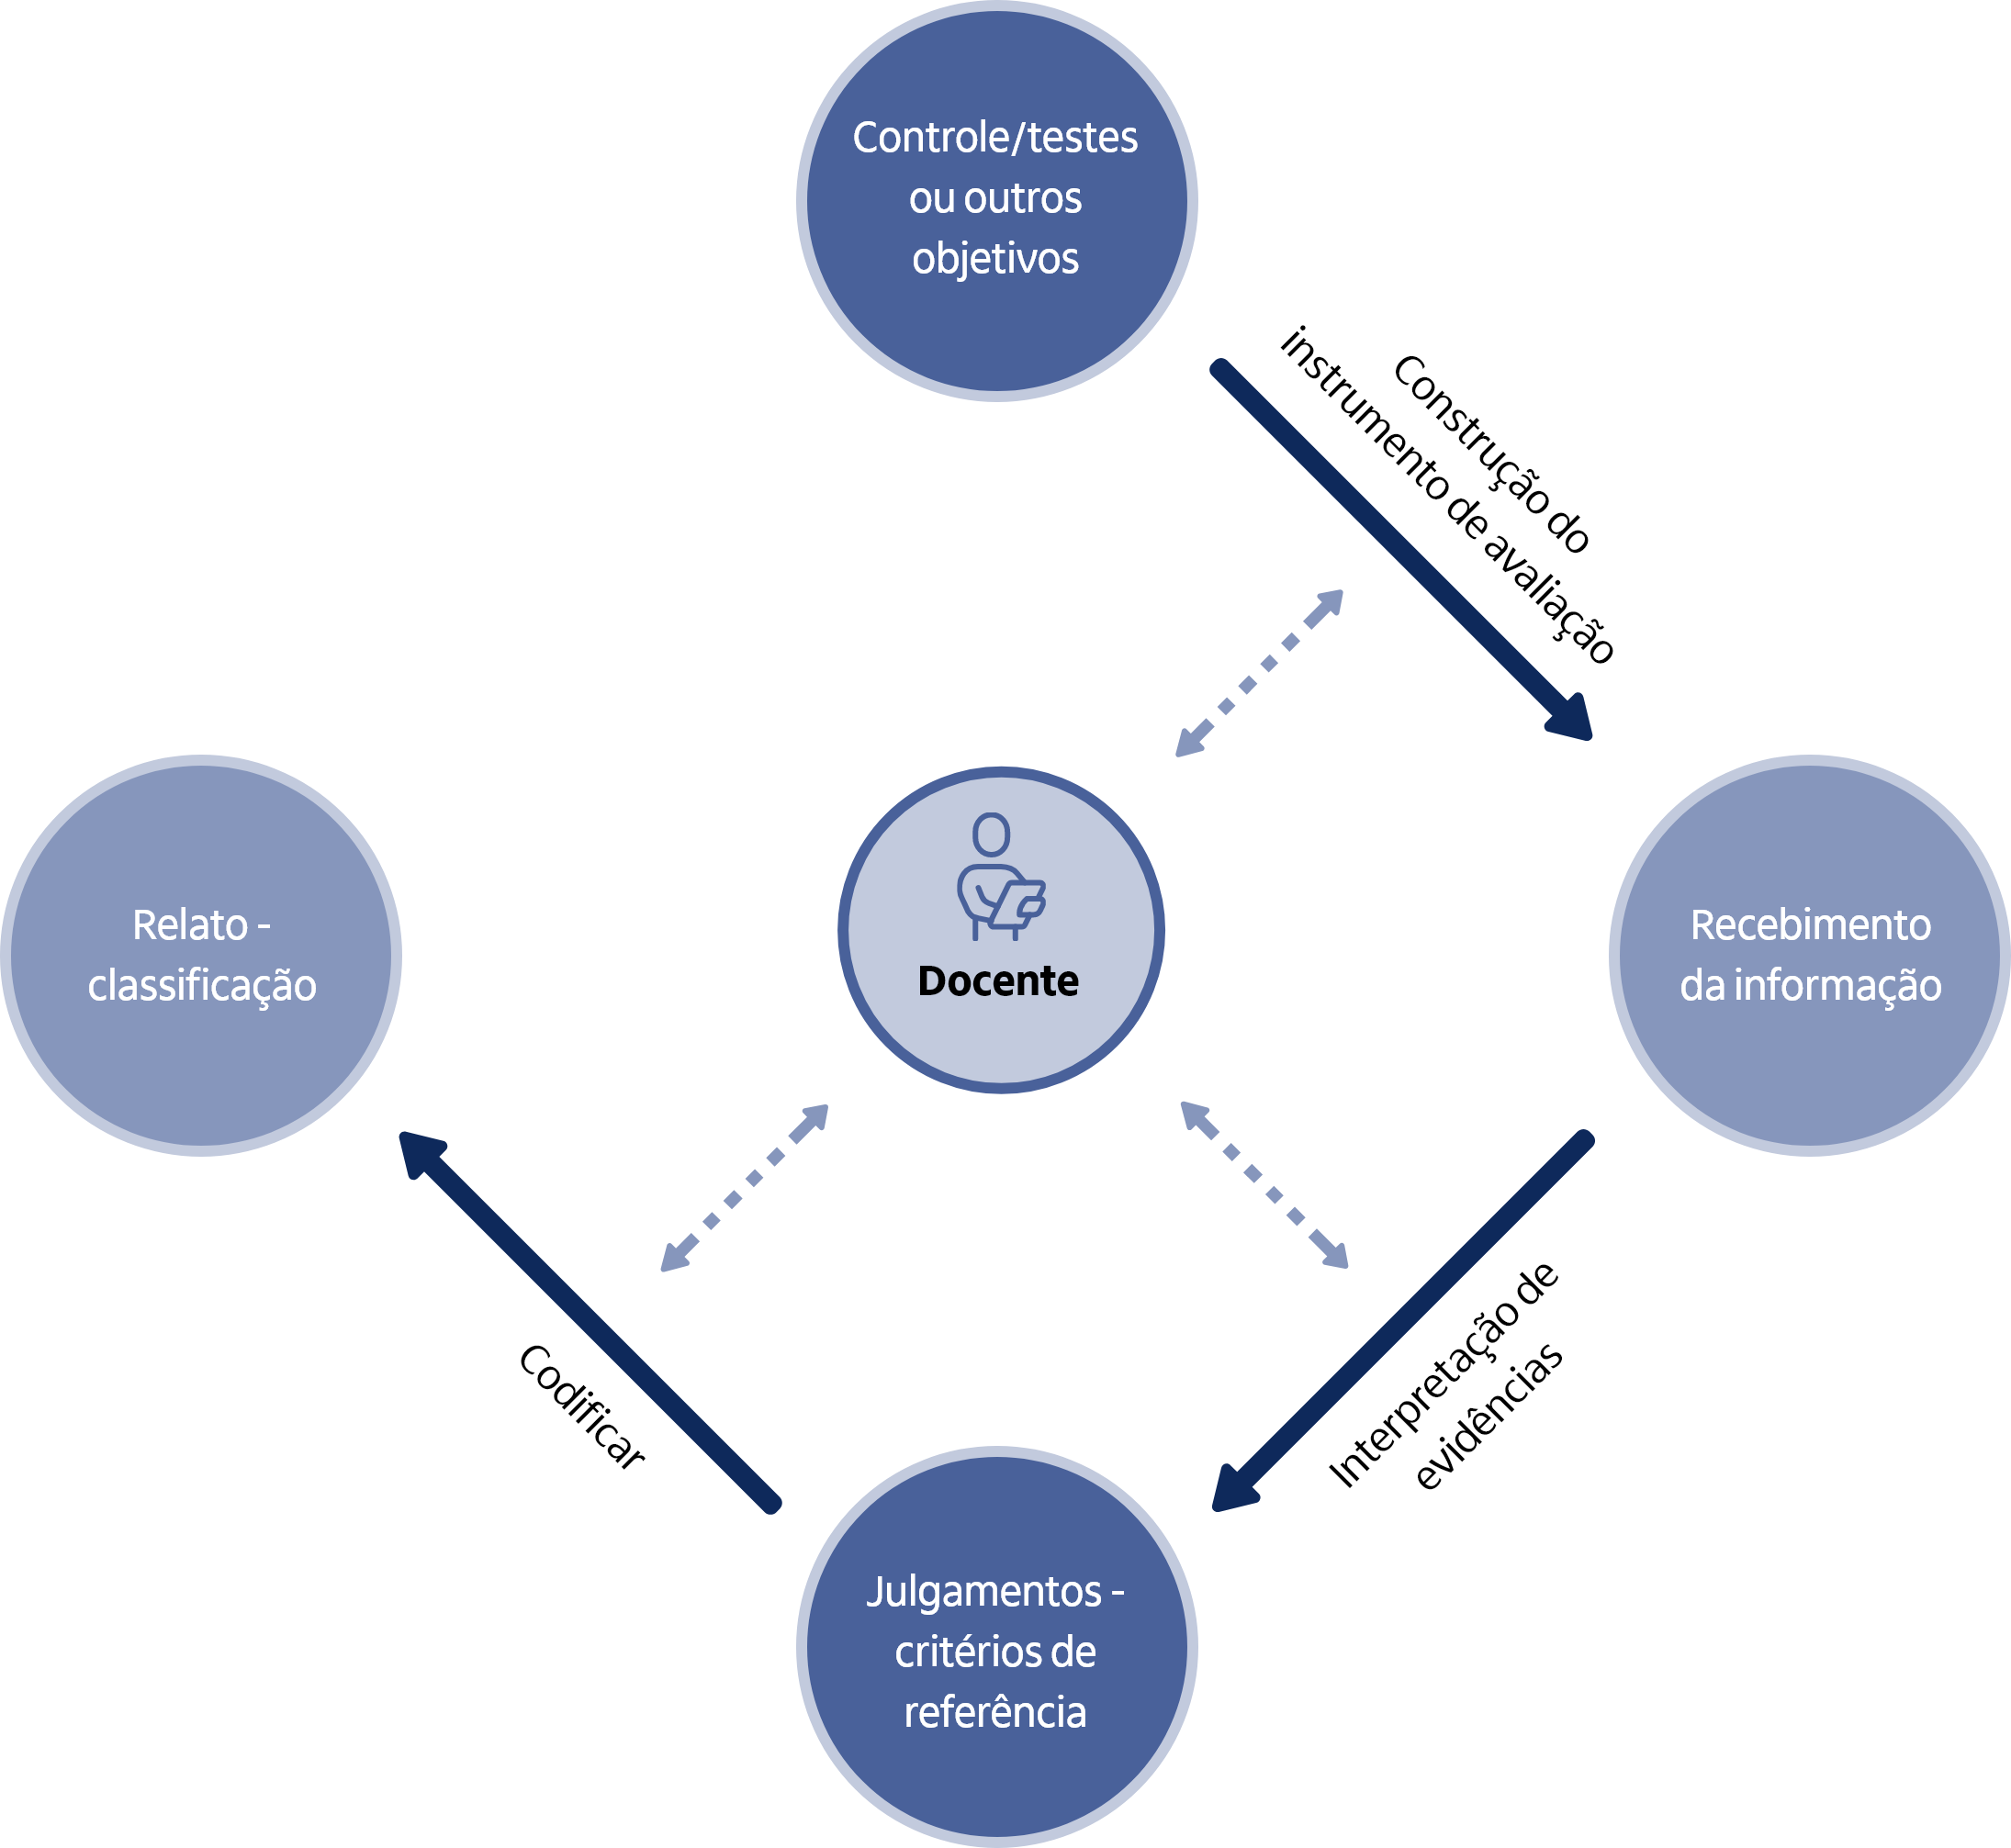 Controle/testes
ou outros
objetivos
Construção do
instrumento de avaliação
Relato -
classificação
Docente
Recebimento
da informação
Codificar
Interpretação de
evidências
Julgamentos -
critérios de
referência